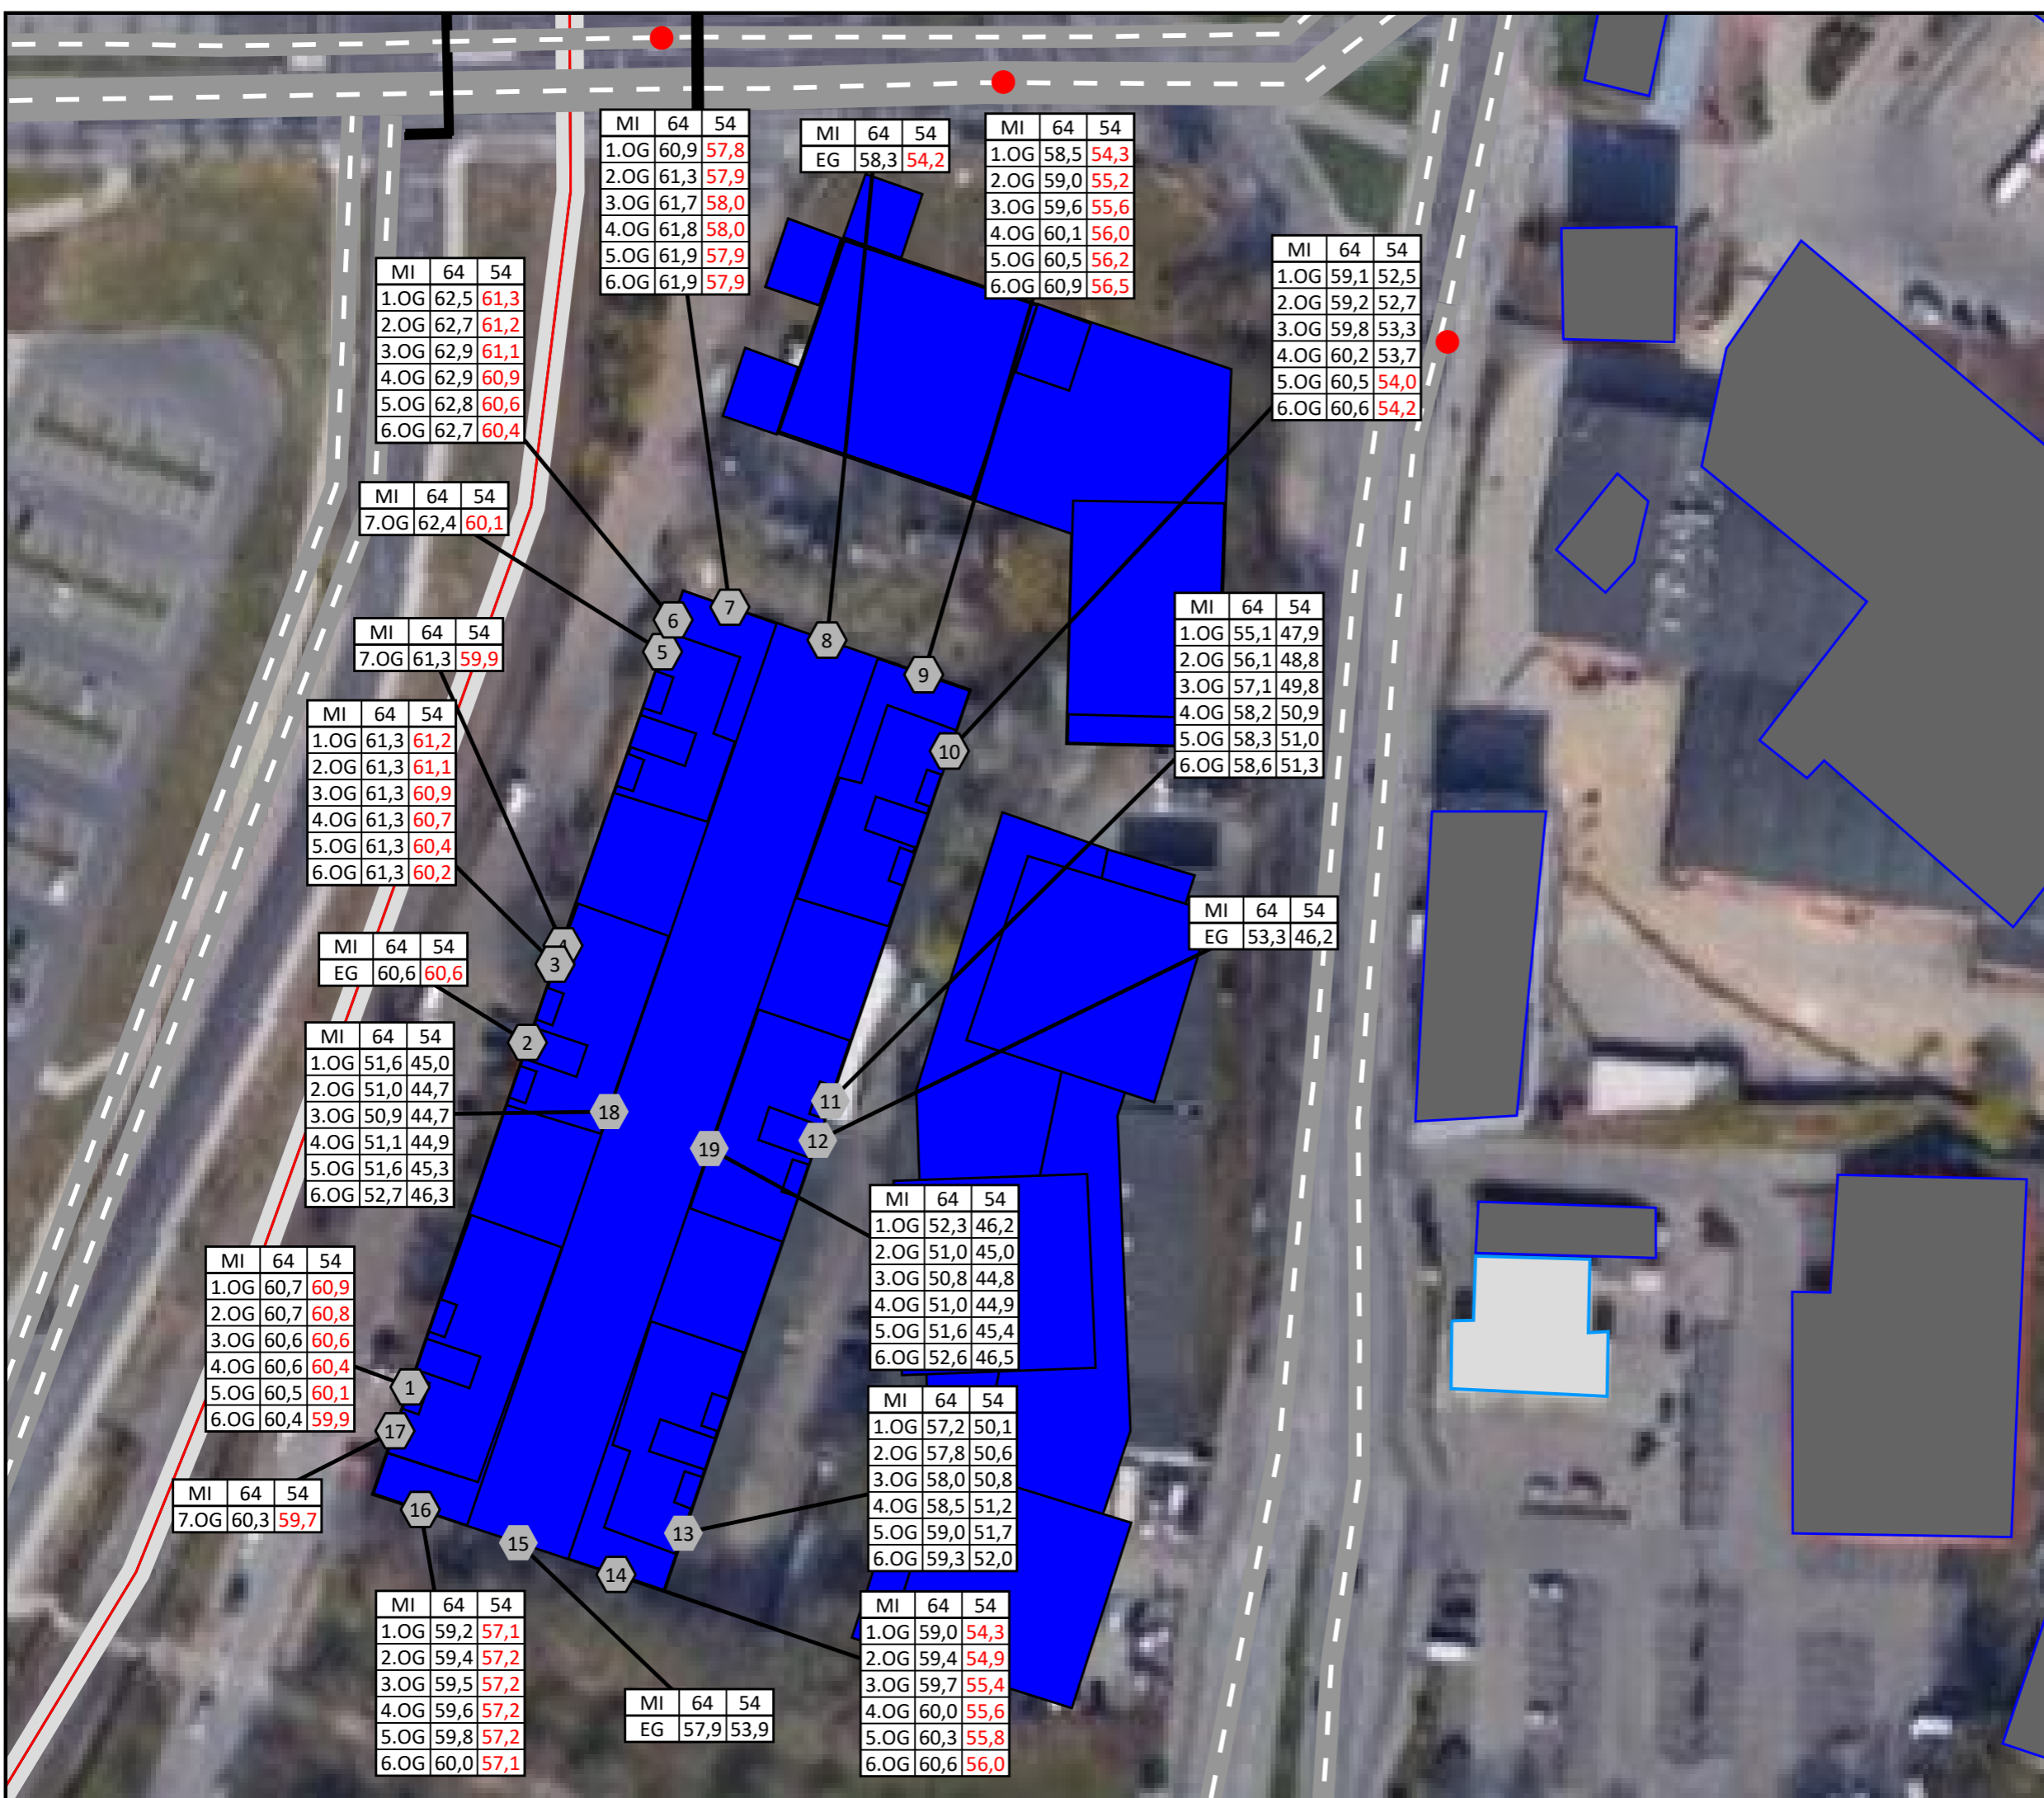 MI 64 54
1.OG 60,9 57,8
2.OG 61,3 57,9
3.OG 61,7 58,0
4.OG 61,8 58,0
5.OG 61,9 57,9
6.OG 61,9 57,9
MI 64 54
EG 58,3 54,2
MI 64 54
1.OG 58,5 54,3
2.OG 59,0 55,2
3.OG 59,6 55,6
4.OG 60,1 56,0
5.OG 60,5 56,2
6.OG 60,9 56,5
MI 64 54
1.OG 59,1 52,5
2.OG 59,2 52,7
3.OG 59,8 53,3
4.OG 60,2 53,7
5.OG 60,5 54,0
6.OG 60,6 54,2
MI 64 54
1.OG 62,5 61,3
2.OG 62,7 61,2
3.OG 62,9 61,1
4.OG 62,9 60,9
5.OG 62,8 60,6
6.OG 62,7 60,4
MI 64 54
7.OG 62,4 60,1
7
6
5
8
9
10
MI 64 54
7.OG 61,3 59,9
MI 64 54
1.OG 55,1 47,9
2.OG 56,1 48,8
3.OG 57,1 49,8
4.OG 58,2 50,9
5.OG 58,3 51,0
6.OG 58,6 51,3
MI 64 54
1.OG 61,3 61,2
2.OG 61,3 61,1
3.OG 61,3 60,9
4.OG 61,3 60,7
5.OG 61,3 60,4
6.OG 61,3 60,2
4
3
MI 64 54
EG 53,3 46,2
MI 64 54
EG 60,6 60,6
2
MI 64 54
1.OG 51,6 45,0
2.OG 51,0 44,7
3.OG 50,9 44,7
4.OG 51,1 44,9
5.OG 51,6 45,3
6.OG 52,7 46,3
18
11
12
19
MI 64 54
1.OG 52,3 46,2
2.OG 51,0 45,0
3.OG 50,8 44,8
4.OG 51,0 44,9
5.OG 51,6 45,4
6.OG 52,6 46,5
MI 64 54
1.OG 60,7 60,9
2.OG 60,7 60,8
3.OG 60,6 60,6
4.OG 60,6 60,4
5.OG 60,5 60,1
6.OG 60,4 59,9
1
17
MI 64 54
1.OG 57,2 50,1
2.OG 57,8 50,6
3.OG 58,0 50,8
4.OG 58,5 51,2
5.OG 59,0 51,7
6.OG 59,3 52,0
MI 64 54
7.OG 60,3 59,7
16
15
13
14
MI 64 54
1.OG 59,2 57,1
2.OG 59,4 57,2
3.OG 59,5 57,2
4.OG 59,6 57,2
5.OG 59,8 57,2
6.OG 60,0 57,1
MI 64 54
EG 57,9 53,9
MI 64 54
1.OG 59,0 54,3
2.OG 59,4 54,9
3.OG 59,7 55,4
4.OG 60,0 55,6
5.OG 60,3 55,8
6.OG 60,6 56,0